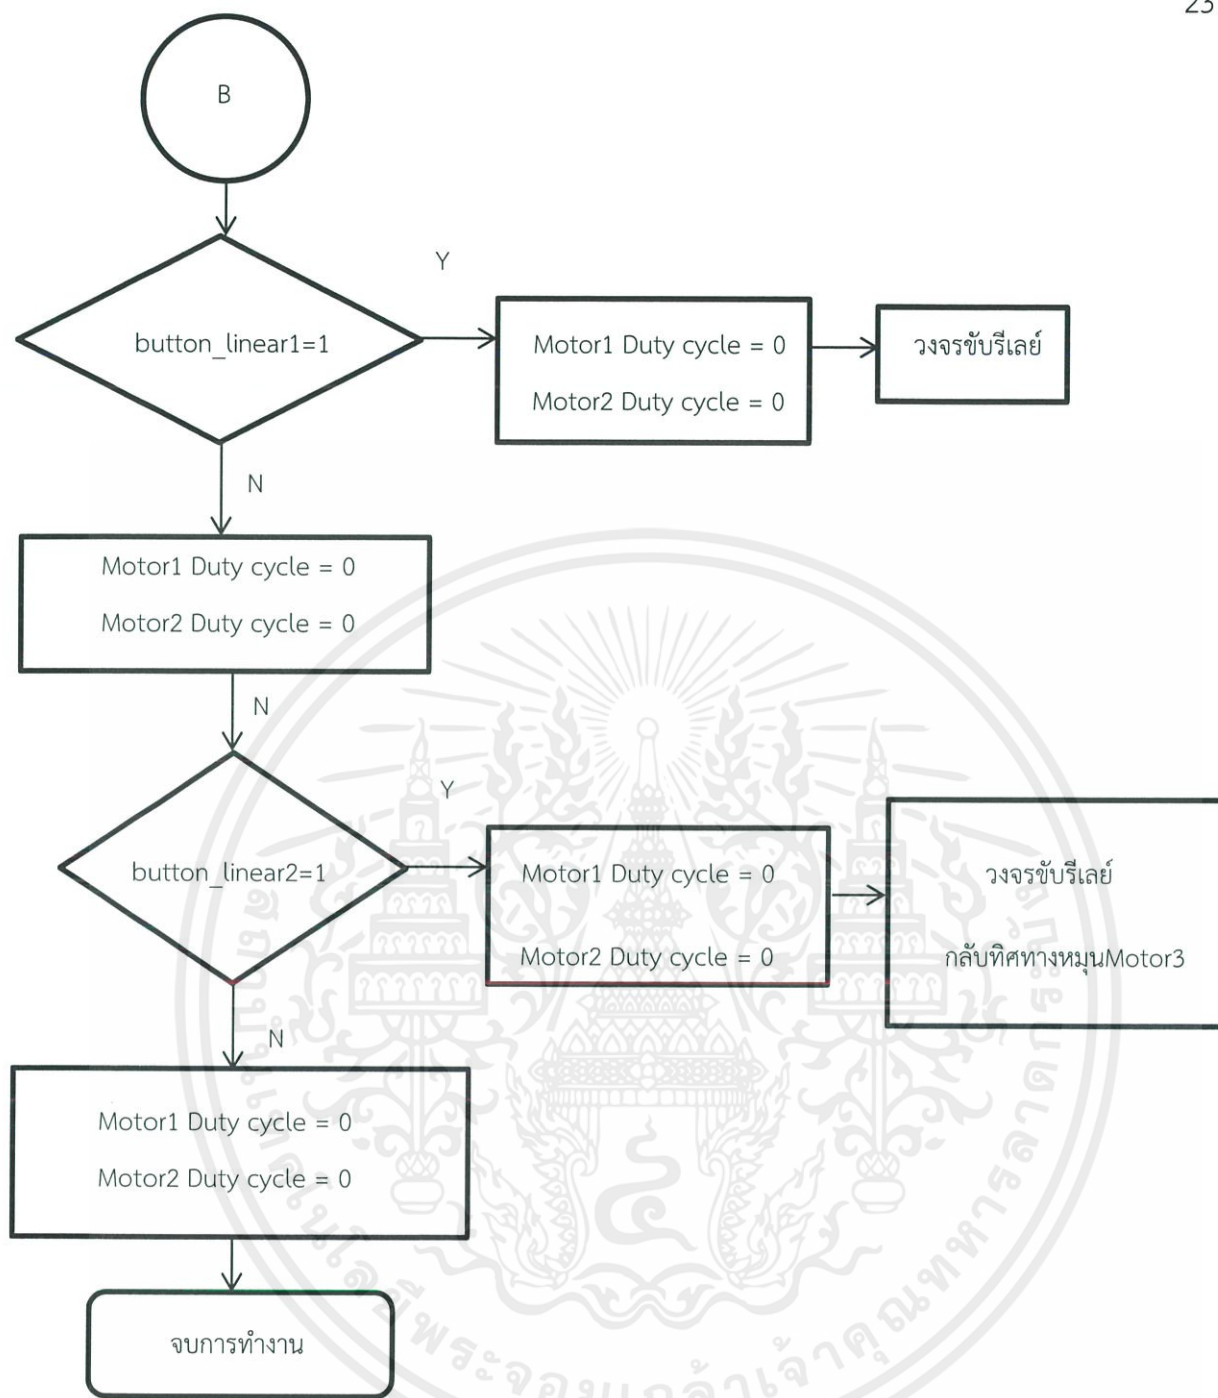 23
B
button_linear1=1
Y
Motor1 Duty cycle = 0
Motor2 Duty cycle = 0
วงจรขับรีเลย์
N
Motor1 Duty cycle = 0
Motor2 Duty cycle = 0
N
button_linear2=1
Y
Motor1 Duty cycle = 0
Motor2 Duty cycle = 0
วงจรขับรีเลย์
กลับทิศทางหมุนMotor3
N
Motor1 Duty cycle = 0
Motor2 Duty cycle = 0
จบการทำงาน